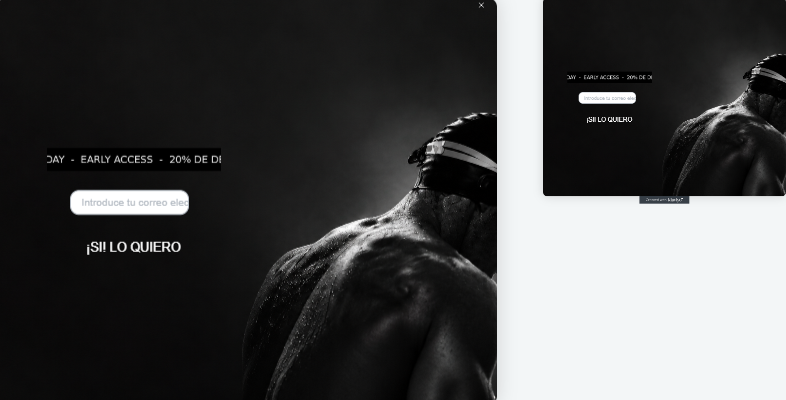 DAY - EARLY ACCESS - 20% DE DE
Introduce tu correo elec
¡SI! LO QUIERO
DAY - EARLY ACCESS - 20% DE DE
Introduce tu correo elec
¡SI! LO QUIERO